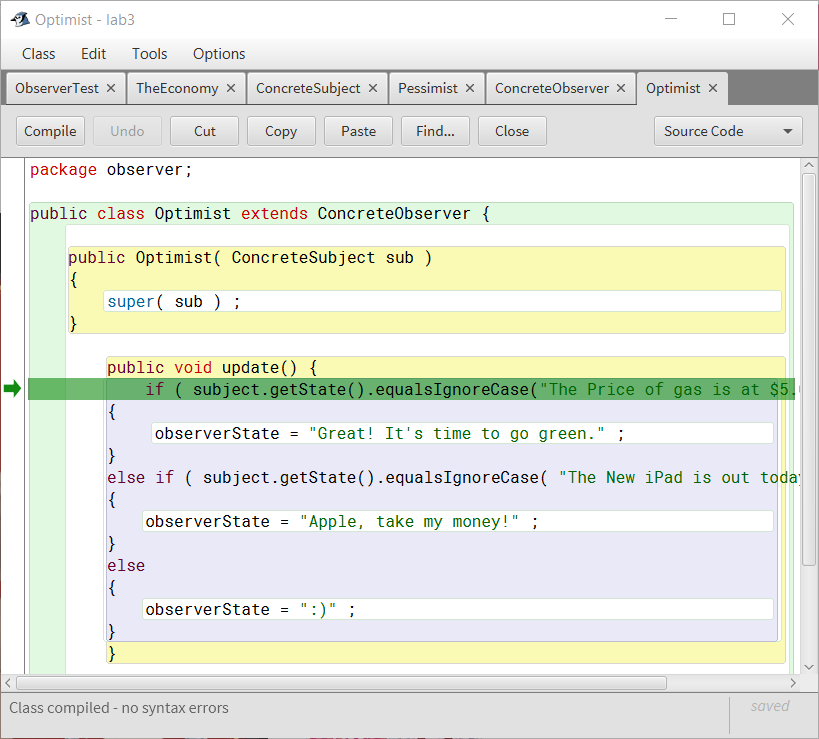 Optimist - lab3
Class Edit Tools Options
ObserverTest × TheEconomy × ConcreteSubject × Pessimist × ConcreteObserver × Optimist ×
Compile Undo Cut Copy Paste Find... Close Source Code
package observer;
public class Optimist extends ConcreteObserver {
public Optimist( ConcreteSubject sub )
{
super( sub ) ;
}
public void update() {
if ( subject.getState().equalsIgnoreCase("The Price of gas is at $5.
{
observerState = "Great! It's time to go green." ;
}
else if ( subject.getState().equalsIgnoreCase( "The New iPad is out today
{
observerState = "Apple, take my money!" ;
}
else
{
observerState = ":)" ;
}
}
Class compiled - no syntax errors
saved